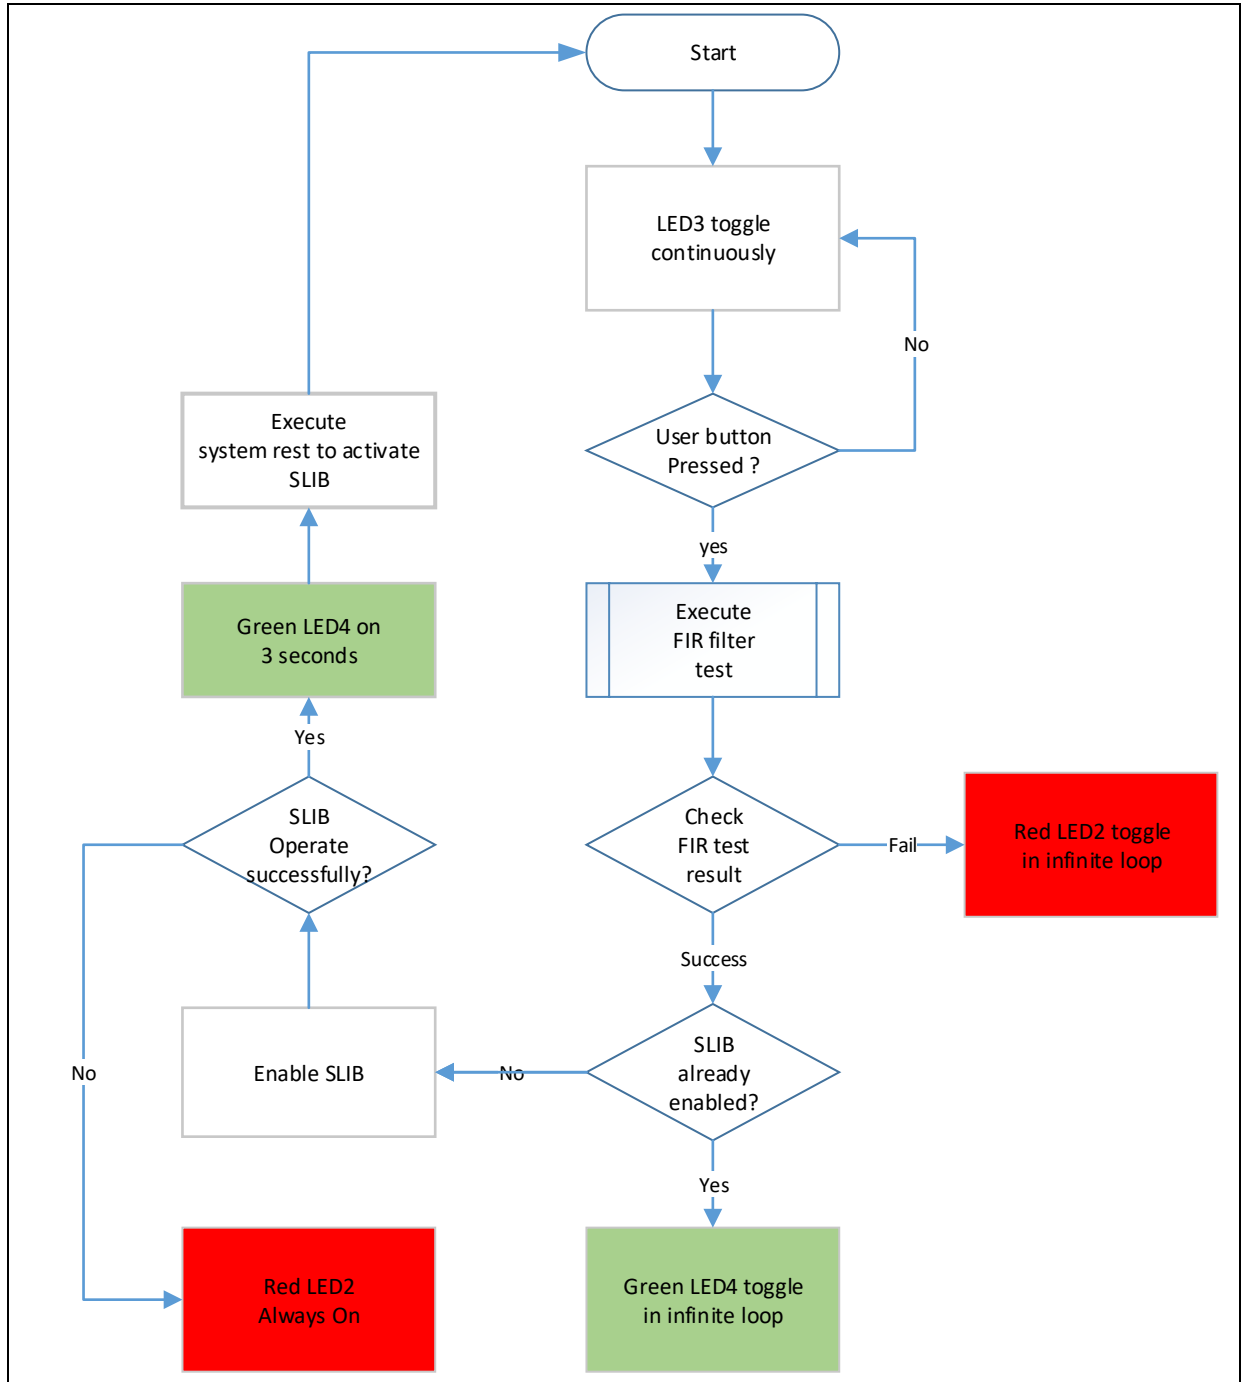 Start
LED3 toggle
continuously
No
User button
Pressed ?
yes
Execute
FIR filter
test
Check
FIR test
result
Fail
Red LED2 toggle
in infinite loop
Success
SLIB
already
enabled?
No
Yes
Green LED4 toggle
in infinite loop
Enable SLIB
SLIB
Operate
successfully?
Yes
No
Green LED4 on
3 seconds
Execute
system rest to activate
SLIB
Red LED2
Always On